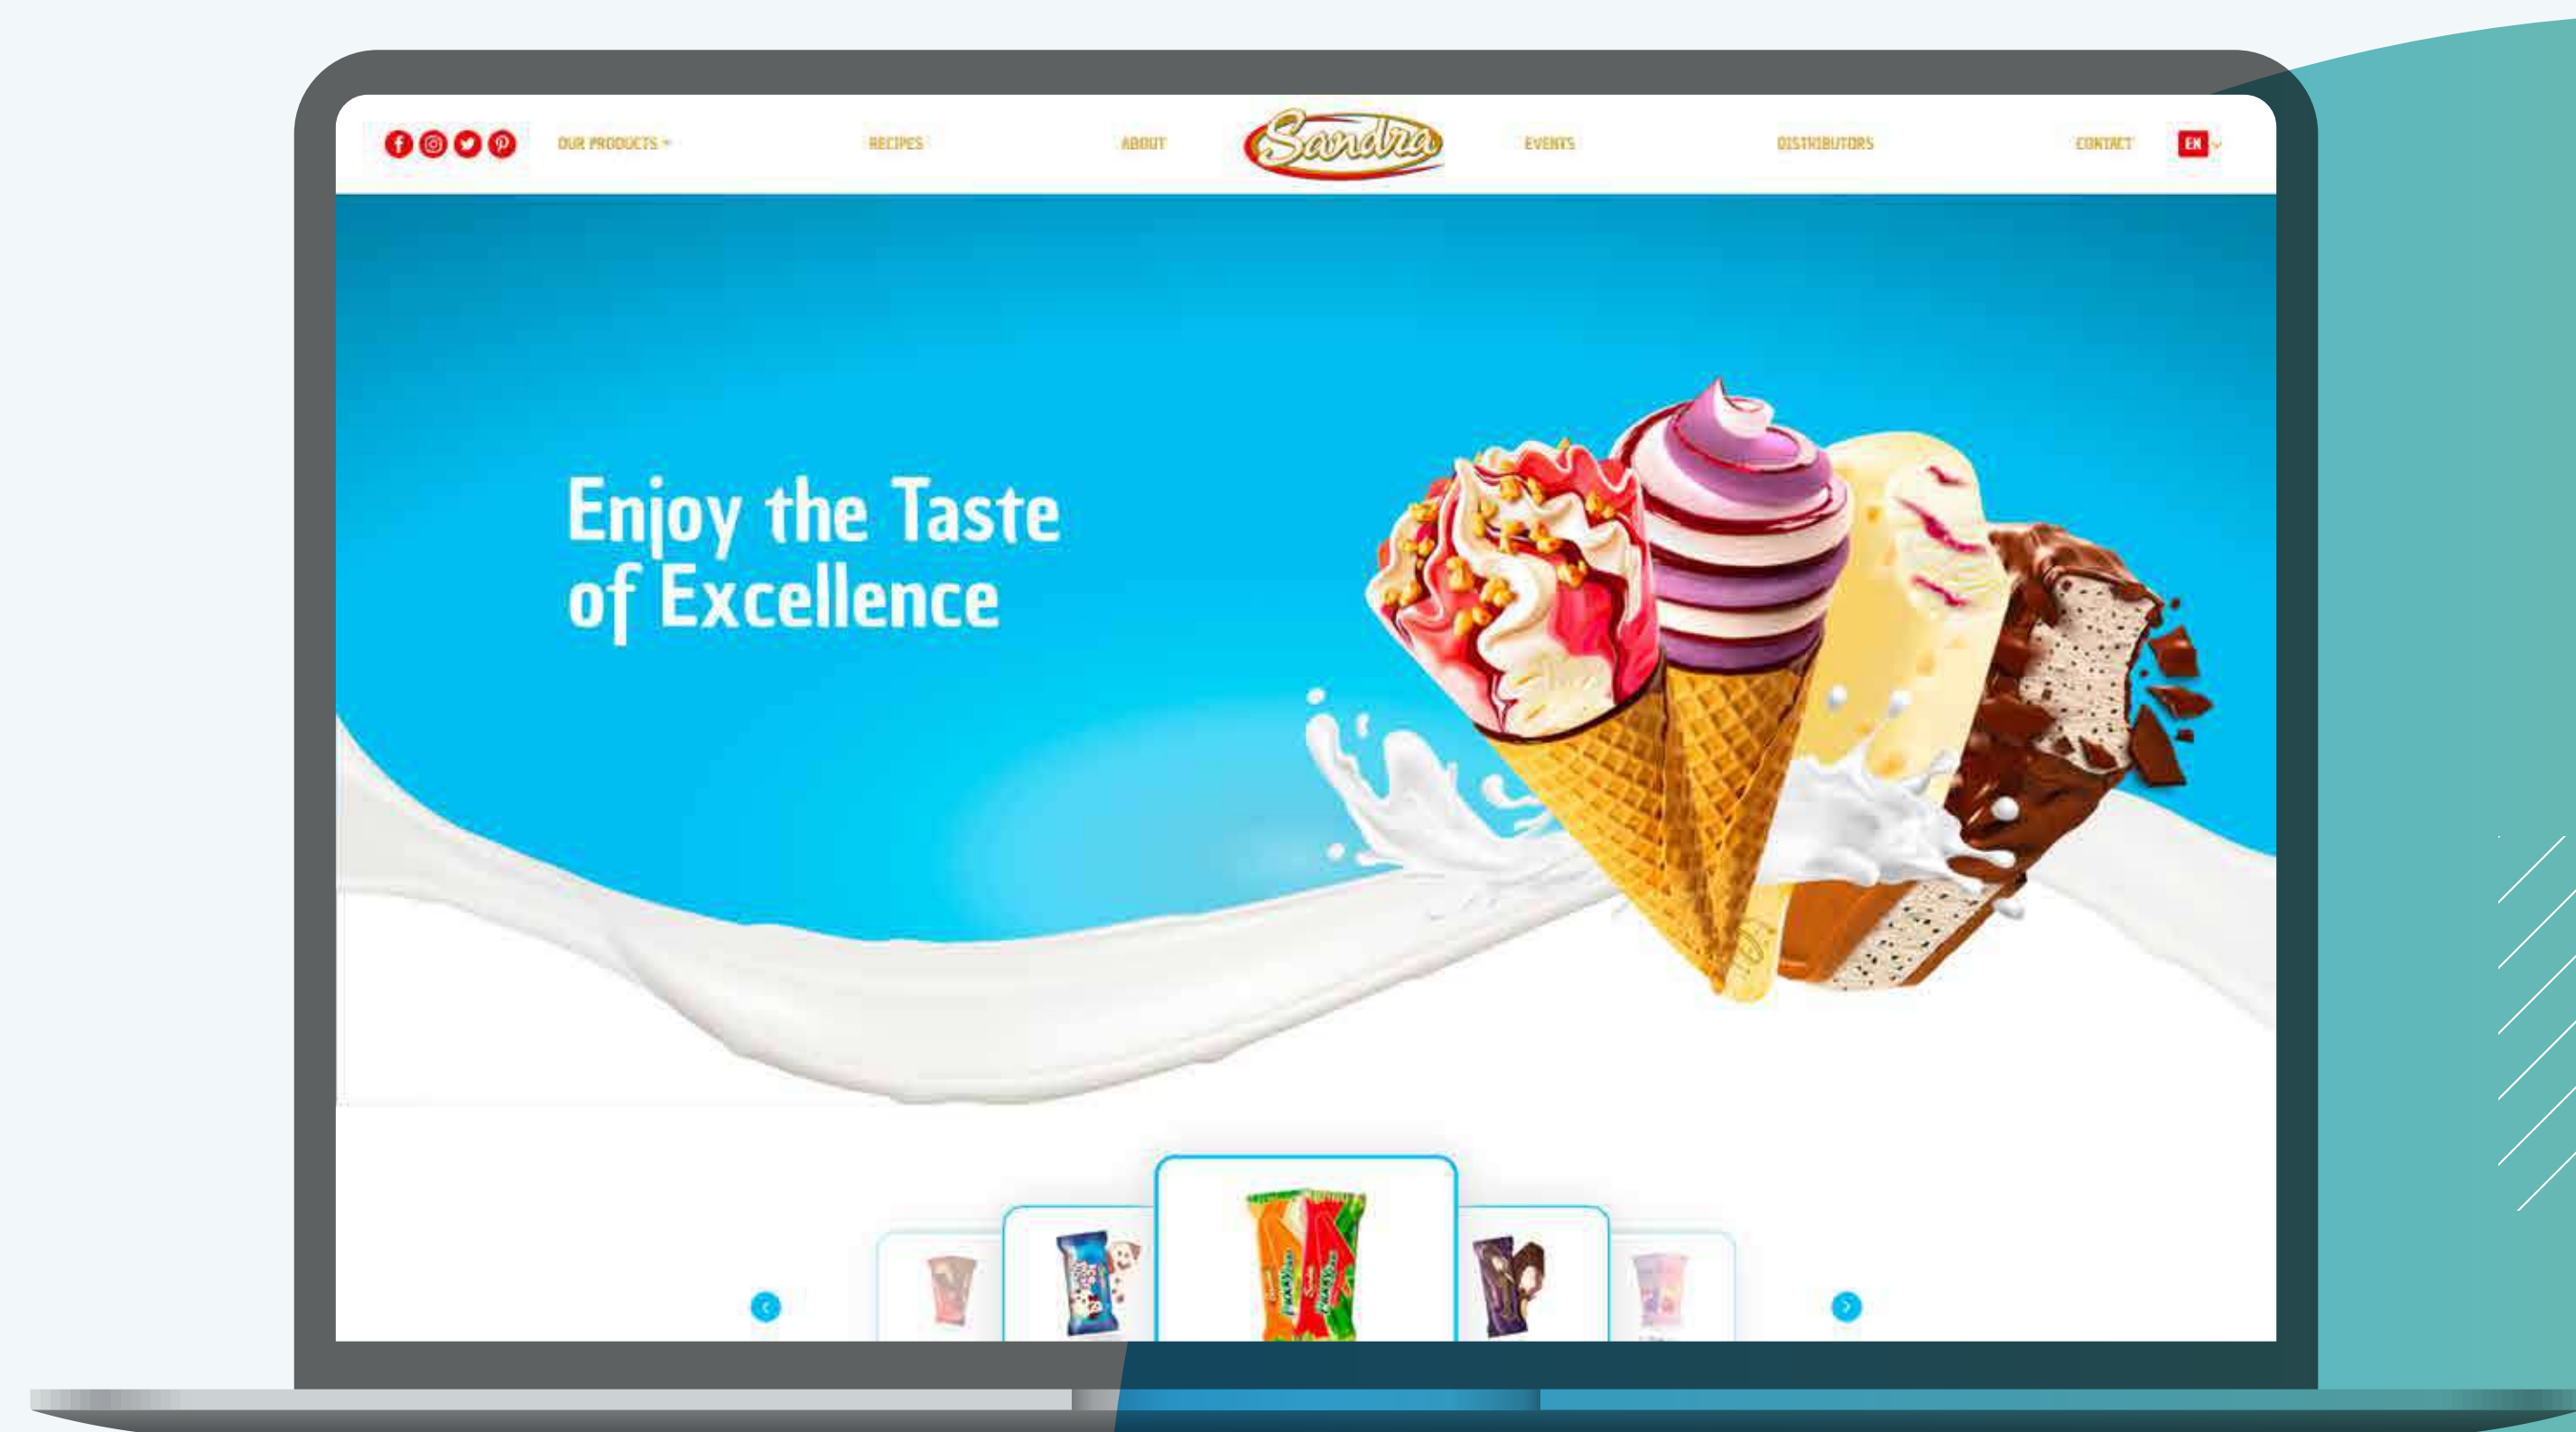 OUR PRODUCTS
RECIPES
ABOUT
Sandra
EVENTS
DISTRIBUTORS
CONTACT
EN
Enjoy the Taste
of Excellence